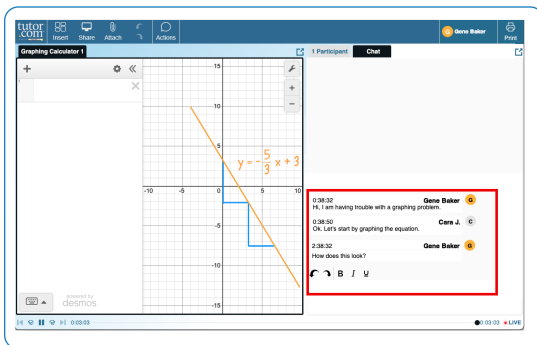 tutor
.com
Insert
Share
Attach
Actions
G Gene Baker
Print
Graphing Calculator 1
1 Participant
Chat
1
15
10
5
-10
-5
0
5
10
-5
-10
-15
y = -5/3 x + 3
0:38:32
Gene Baker G
Hi, I am having trouble with a graphing problem.
0:38:50
Cara J. C
Ok. Let's start by graphing the equation.
2:38:32
Gene Baker G
How does this look?
B I U
powered by
desmos
0:03:03
0:03:03 LIVE